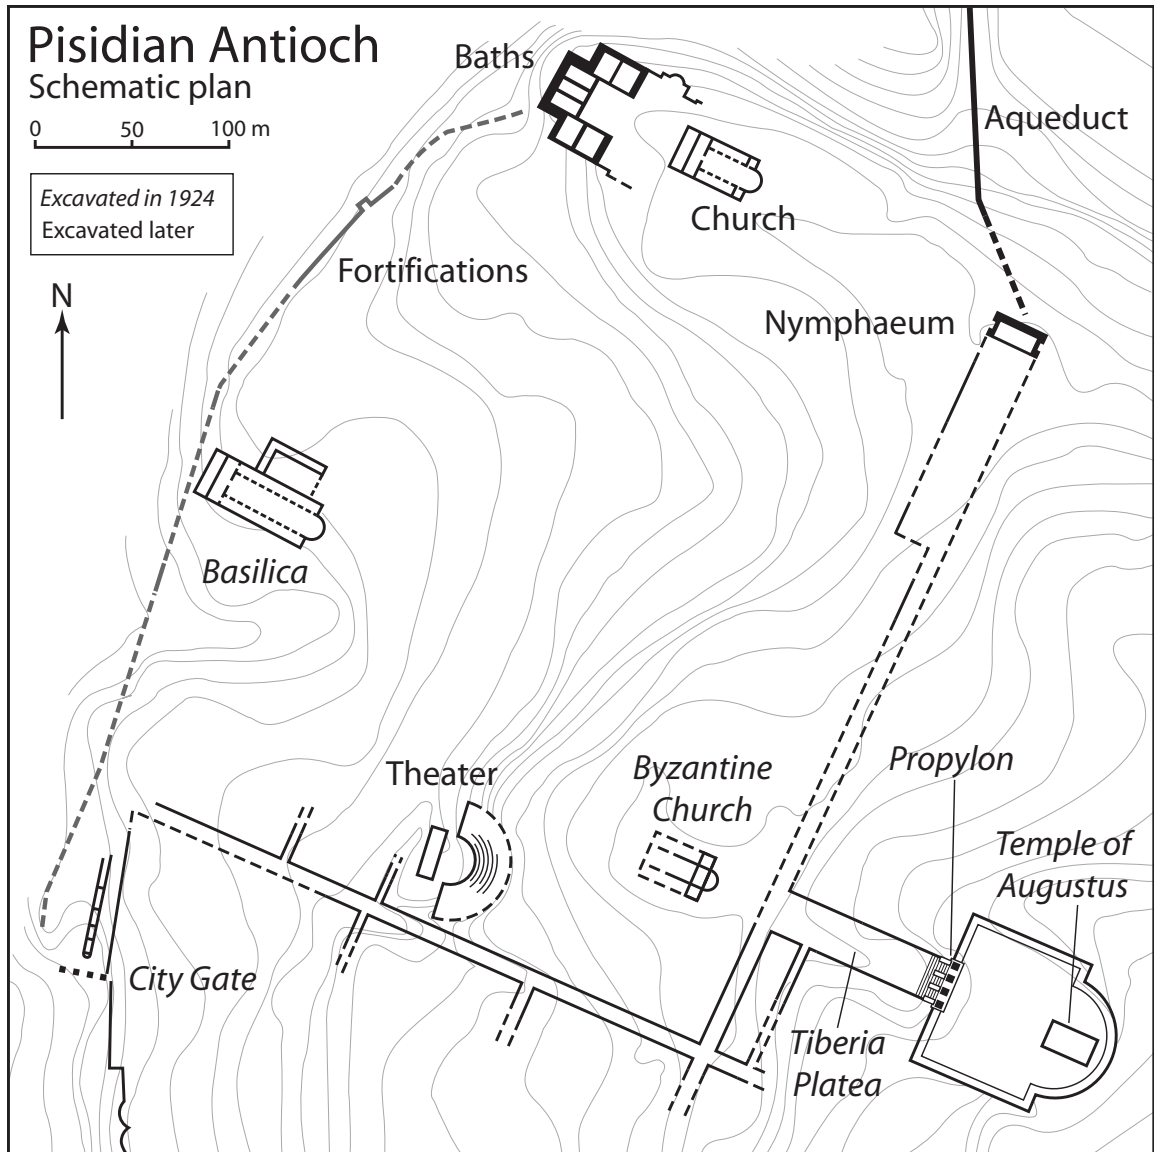 Pisidian Antioch
Schematic plan
0 50 100 m
Excavated in 1924
Excavated later
N
Baths
Aqueduct
Church
Fortifications
Nymphaeum
Basilica
Theater
Byzantine
Church
Propylon
Temple of
Augustus
City Gate
Tiberia
Platea